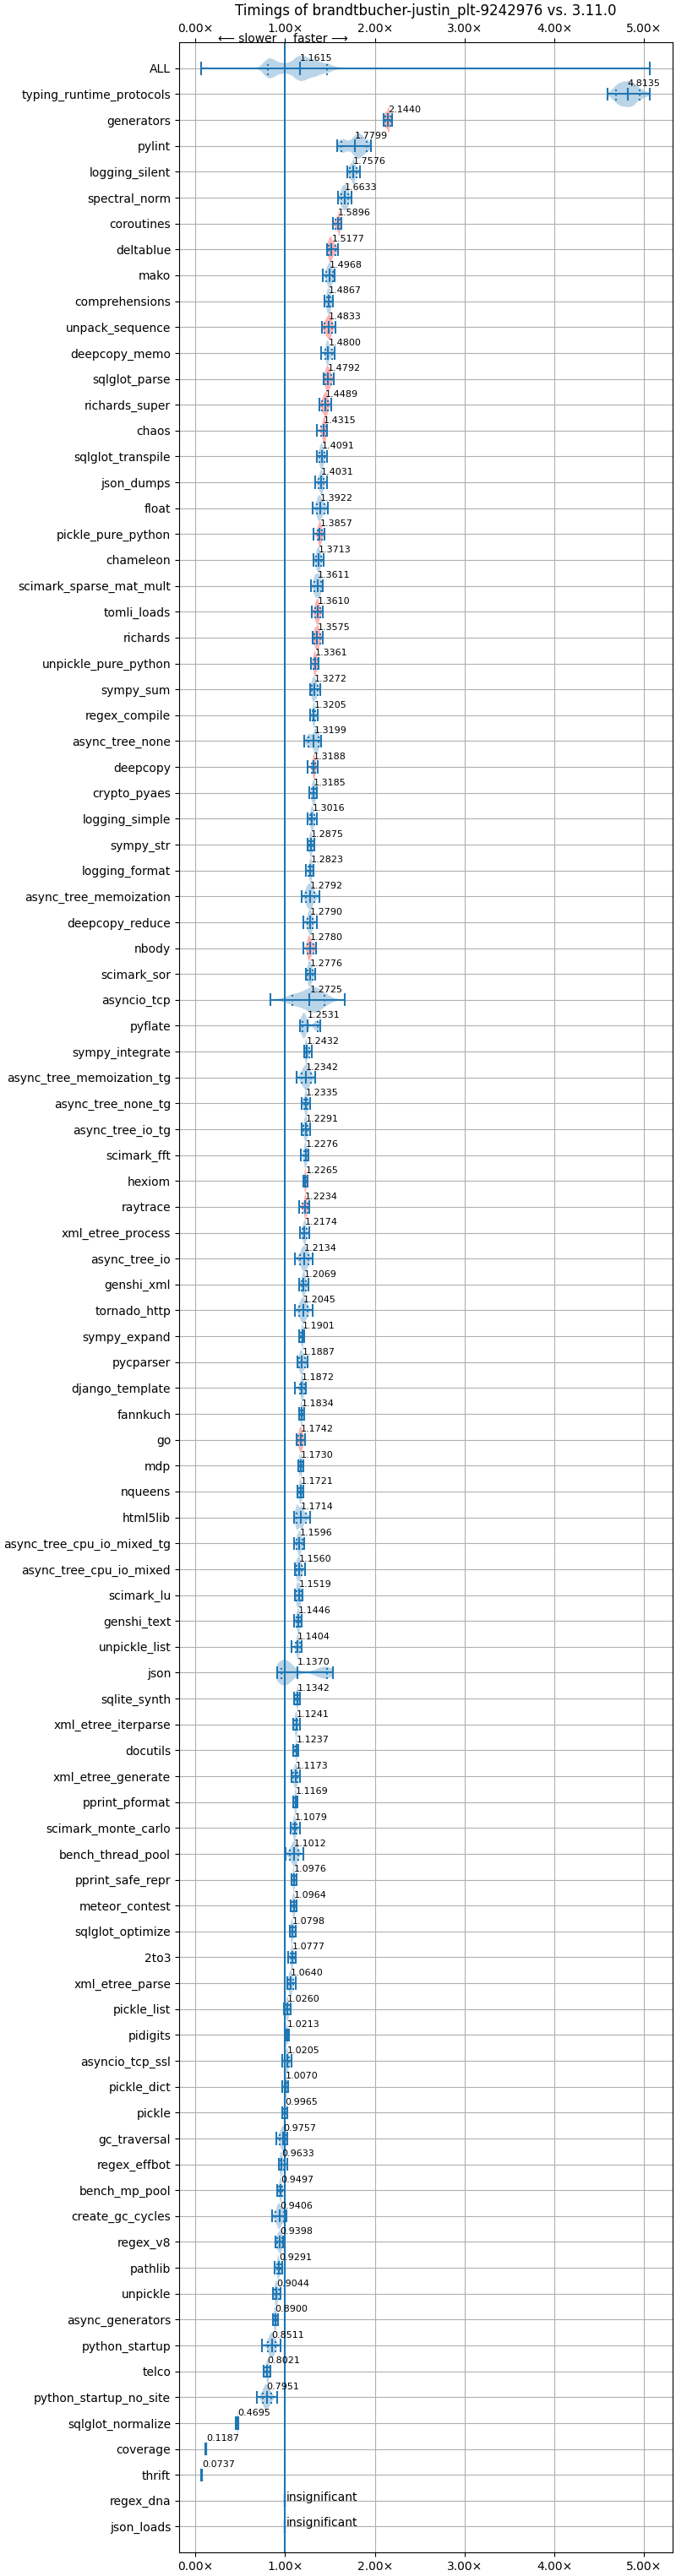 Timings of brandtbucher-justin_plt-9242976 vs. 3.11.0
0.00× 1.00× 2.00× 3.00× 4.00× 5.00×
⟵ slower faster ⟶
ALL 1.1615
typing_runtime_protocols 4.8135
generators 2.1440
pylint 1.7799
logging_silent 1.7576
spectral_norm 1.6633
coroutines 1.5896
deltablue 1.5177
mako 1.4968
comprehensions 1.4867
unpack_sequence 1.4833
deepcopy_memo 1.4800
sqlglot_parse 1.4792
richards_super 1.4489
chaos 1.4315
sqlglot_transpile 1.4091
json_dumps 1.4031
float 1.3922
pickle_pure_python 1.3857
chameleon 1.3713
scimark_sparse_mat_mult 1.3611
tomli_loads 1.3610
richards 1.3575
unpickle_pure_python 1.3361
sympy_sum 1.3272
regex_compile 1.3205
async_tree_none 1.3199
deepcopy 1.3188
crypto_pyaes 1.3185
logging_simple 1.3016
sympy_str 1.2875
logging_format 1.2823
async_tree_memoization 1.2792
deepcopy_reduce 1.2790
nbody 1.2780
scimark_sor 1.2776
asyncio_tcp 1.2725
pyflate 1.2531
sympy_integrate 1.2432
async_tree_memoization_tg 1.2342
async_tree_none_tg 1.2335
async_tree_io_tg 1.2291
scimark_fft 1.2276
hexiom 1.2265
raytrace 1.2234
xml_etree_process 1.2174
async_tree_io 1.2134
genshi_xml 1.2069
tornado_http 1.2045
sympy_expand 1.1901
pycparser 1.1887
django_template 1.1872
fannkuch 1.1834
go 1.1742
mdp 1.1730
nqueens 1.1721
html5lib 1.1714
async_tree_cpu_io_mixed_tg 1.1596
async_tree_cpu_io_mixed 1.1560
scimark_lu 1.1519
genshi_text 1.1446
unpickle_list 1.1404
json 1.1370
sqlite_synth 1.1342
xml_etree_iterparse 1.1241
docutils 1.1237
xml_etree_generate 1.1173
pprint_pformat 1.1169
scimark_monte_carlo 1.1079
bench_thread_pool 1.1012
pprint_safe_repr 1.0976
meteor_contest 1.0964
sqlglot_optimize 1.0798
2to3 1.0777
xml_etree_parse 1.0640
pickle_list 1.0260
pidigits 1.0213
asyncio_tcp_ssl 1.0205
pickle_dict 1.0070
pickle 0.9965
gc_traversal 0.9757
regex_effbot 0.9633
bench_mp_pool 0.9497
create_gc_cycles 0.9406
regex_v8 0.9398
pathlib 0.9291
unpickle 0.9044
async_generators 0.8900
python_startup 0.8511
telco 0.8021
python_startup_no_site 0.7951
sqlglot_normalize 0.4695
coverage 0.1187
thrift 0.0737
regex_dna insignificant
json_loads insignificant
0.00× 1.00× 2.00× 3.00× 4.00× 5.00×